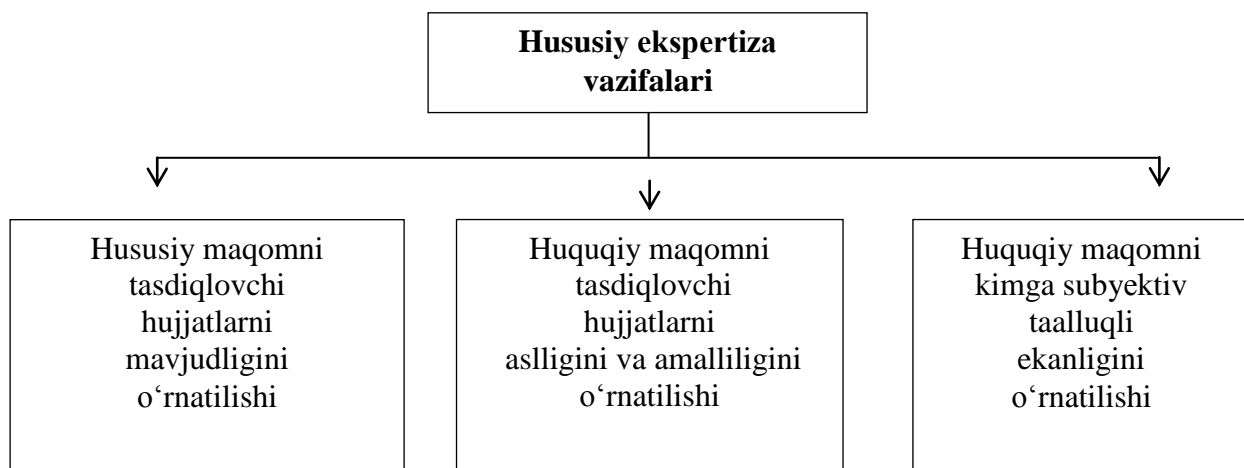 Hususiy ekspertiza
vazifalari
Hususiy maqomni
tasdiqlovchi
hujjatlarni
mavjudligini
o‘rnatilishi
Huquqiy maqomni
tasdiqlovchi
hujjatlarni
aslligini va amalliligini
o‘rnatilishi
Huquqiy maqomni
kimga subyektiv
taalluqli
ekanligini
o‘rnatilishi